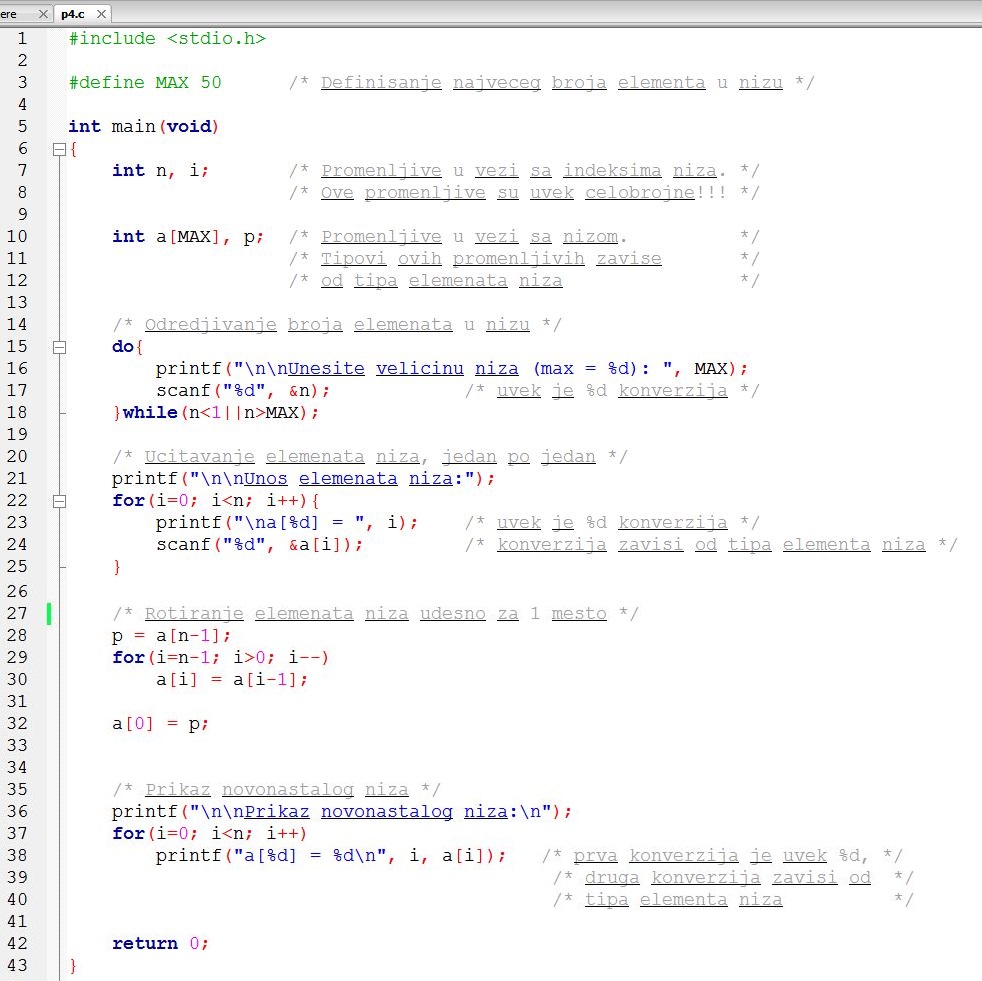 ere p4.c
1 #include <stdio.h>
2
3 #define MAX 50 /* Definisanje najveceg broja elementa u nizu */
4
5 int main(void)
6 {
7 int n, i; /* Promenljive u vezi sa indeksima niza. */
8 /* Ove promenljive su uvek celobrojne!!! */
9
10 int a[MAX], p; /* Promenljive u vezi sa nizom. */
11 /* Tipovi ovih promenljivih zavise */
12 /* od tipa elemenata niza */
13
14 /* Odredjivanje broja elemenata u nizu */
15 do{
16 printf("\n\nUnesite velicinu niza (max = %d): ", MAX);
17 scanf("%d", &n); /* uvek je %d konverzija */
18 }while(n<1||n>MAX);
19
20 /* Ucitavanje elemenata niza, jedan po jedan */
21 printf("\n\nUnos elemenata niza:");
22 for(i=0; i<n; i++){
23 printf("\na[%d] = ", i); /* uvek je %d konverzija */
24 scanf("%d", &a[i]); /* konverzija zavisi od tipa elementa niza */
25 }
26
27 /* Rotiranje elemenata niza udesno za 1 mesto */
28 p = a[n-1];
29 for(i=n-1; i>0; i--)
30 a[i] = a[i-1];
31
32 a[0] = p;
33
34
35 /* Prikaz novonastalog niza */
36 printf("\n\nPrikaz novonastalog niza:\n");
37 for(i=0; i<n; i++)
38 printf("a[%d] = %d\n", i, a[i]); /* prva konverzija je uvek %d, */
39 /* druga konverzija zavisi od */
40 /* tipa elementa niza */
41
42 return 0;
43 }